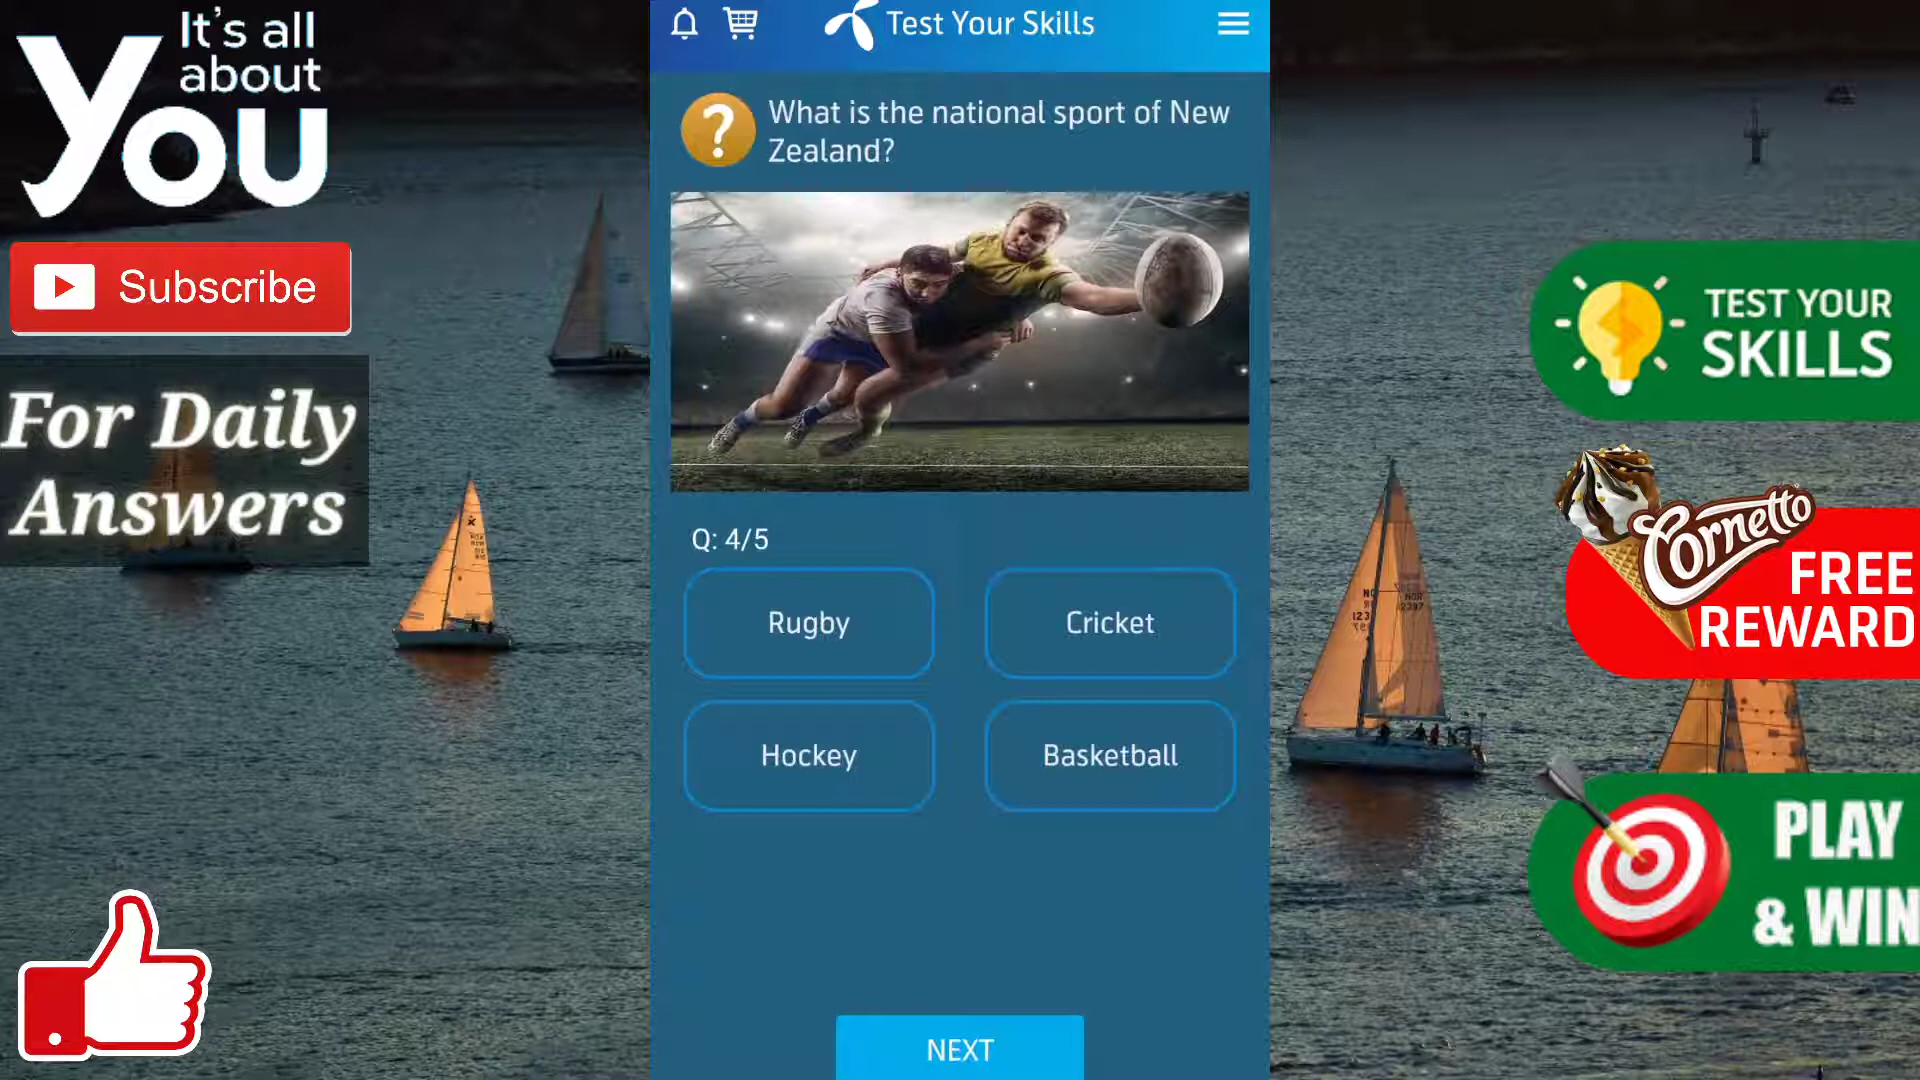 It's all
about
You
Subscribe
For Daily
Answers
Test Your Skills
What is the national sport of New
Zealand?
Q: 4/5
Rugby
Cricket
Hockey
Basketball
NEXT
TEST YOUR
SKILLS
Cornetto
FREE
REWARD
PLAY
& WIN